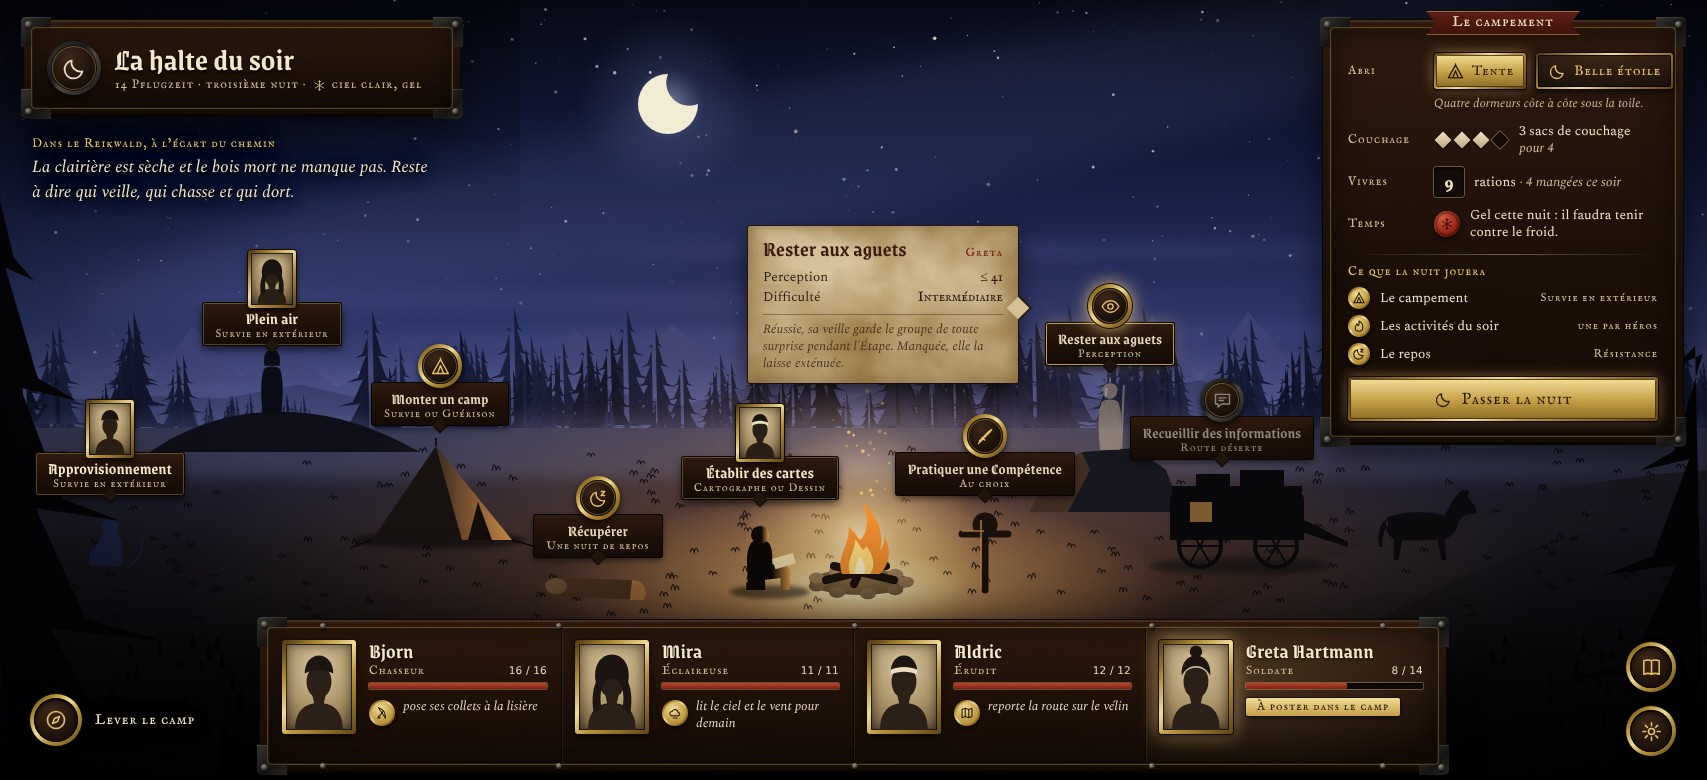 La halte du soir
14 Pflugzeit · troisième nuit · ciel clair, gel
Dans le Reikwald, à l'écart du chemin
La clairière est sèche et le bois mort ne manque pas. Reste
à dire qui veille, qui chasse et qui dort.
Le campement
Abri
Tente
Belle étoile
Quatre dormeurs côte à côte sous la toile.
Couchage
3 sacs de couchage
pour 4
Vivres
9
rations · 4 mangées ce soir
Temps
Gel cette nuit : il faudra tenir
contre le froid.
Ce que la nuit jouera
Le campement
Survie en extérieur
Les activités du soir
une par héros
Le repos
Résistance
Passer la nuit
Plein air
Survie en extérieur
Rester aux aguets
Greta
Perception
≤ 41
Difficulté
Intermédiaire
Réussie, sa veille garde le groupe de toute
surprise pendant l'Étape. Manquée, elle la
laisse exténuée.
Rester aux aguets
Perception
Monter un camp
Survie ou Guérison
Approvisionnement
Survie en extérieur
Établir des cartes
Cartographe ou Dessin
Pratiquer une Compétence
Au choix
Recueillir des informations
Route déserte
Récupérer
Une nuit de repos
Bjorn
Chasseur
16 / 16
pose ses collets à la lisière
Mira
Éclaireuse
11 / 11
lit le ciel et le vent pour
demain
Aldric
Érudit
12 / 12
reporte la route sur le vélin
Greta Hartmann
Soldate
8 / 14
À poster dans le camp
Lever le camp